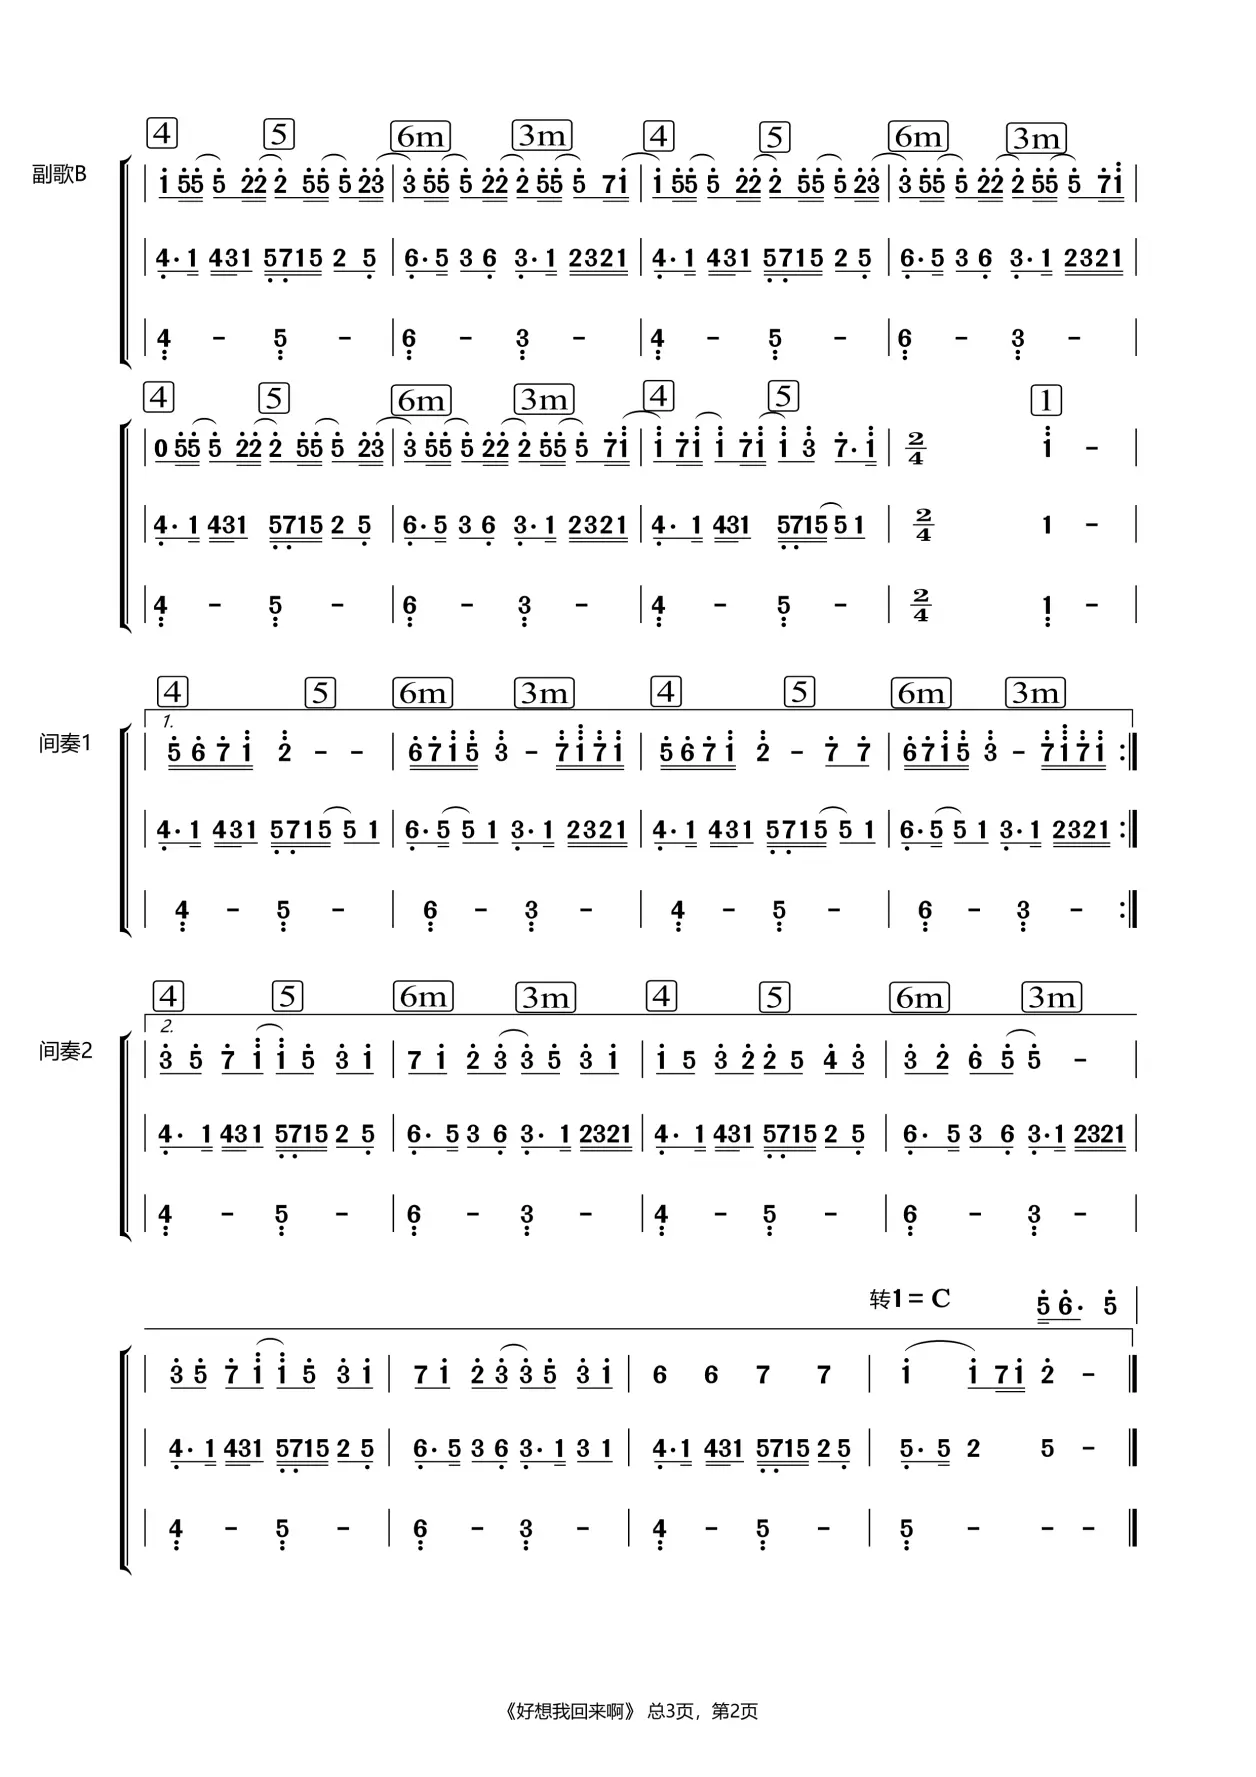 4 5 6m 3m 4 5 6m 3m
副歌B
1 55 5 22 2 55 5 23 | 3 55 5 22 2 55 5 71 | 1 55 5 22 2 55 5 23 | 3 55 5 22 2 55 5 71 |
4· 1 431 5715 2 5 | 6· 5 3 6 3· 1 2321 | 4· 1 431 5715 2 5 | 6· 5 3 6 3· 1 2321 |
4 - 5 - | 6 - 3 - | 4 - 5 - | 6 - 3 - |
4 5 6m 3m 4 5 1
0 55 5 22 2 55 5 23 | 3 55 5 22 2 55 5 71 | 1 71 1 71 1 3 7· 1 | 2/4 1 - |
4· 1 431 5715 2 5 | 6· 5 3 6 3· 1 2321 | 4· 1 431 5715 5 1 | 2/4 1 - |
4 - 5 - | 6 - 3 - | 4 - 5 - | 2/4 1 - |
4 5 6m 3m 4 5 6m 3m
1.
间奏1
5 6 7 1 2 - - | 6 7 1 5 3 - 7 1 7 1 | 5 6 7 1 2 - 7 7 | 6 7 1 5 3 - 7 1 7 1 :|
4· 1 431 5715 5 1 | 6· 5 5 1 3· 1 2321 | 4· 1 431 5715 5 1 | 6· 5 5 1 3· 1 2321 :|
4 - 5 - | 6 - 3 - | 4 - 5 - | 6 - 3 - :|
4 5 6m 3m 4 5 6m 3m
2.
间奏2
3 5 7 1 1 5 3 1 | 7 1 2 3 3 5 3 1 | 1 5 3 2 2 5 4 3 | 3 2 6 5 5 - |
4· 1 431 5715 2 5 | 6· 5 3 6 3· 1 2321 | 4· 1 431 5715 2 5 | 6· 5 3 6 3· 1 2321 |
4 - 5 - | 6 - 3 - | 4 - 5 - | 6 - 3 - |
转1= C 5 6· 5 |
3 5 7 1 1 5 3 1 | 7 1 2 3 3 5 3 1 | 6 6 7 7 | 1 1 71 2 - ‖
4· 1 431 5715 2 5 | 6· 5 3 6 3· 1 3 1 | 4· 1 431 5715 2 5 | 5· 5 2 5 - ‖
4 - 5 - | 6 - 3 - | 4 - 5 - | 5 - - - ‖
《好想我回来啊》 总3页，第2页